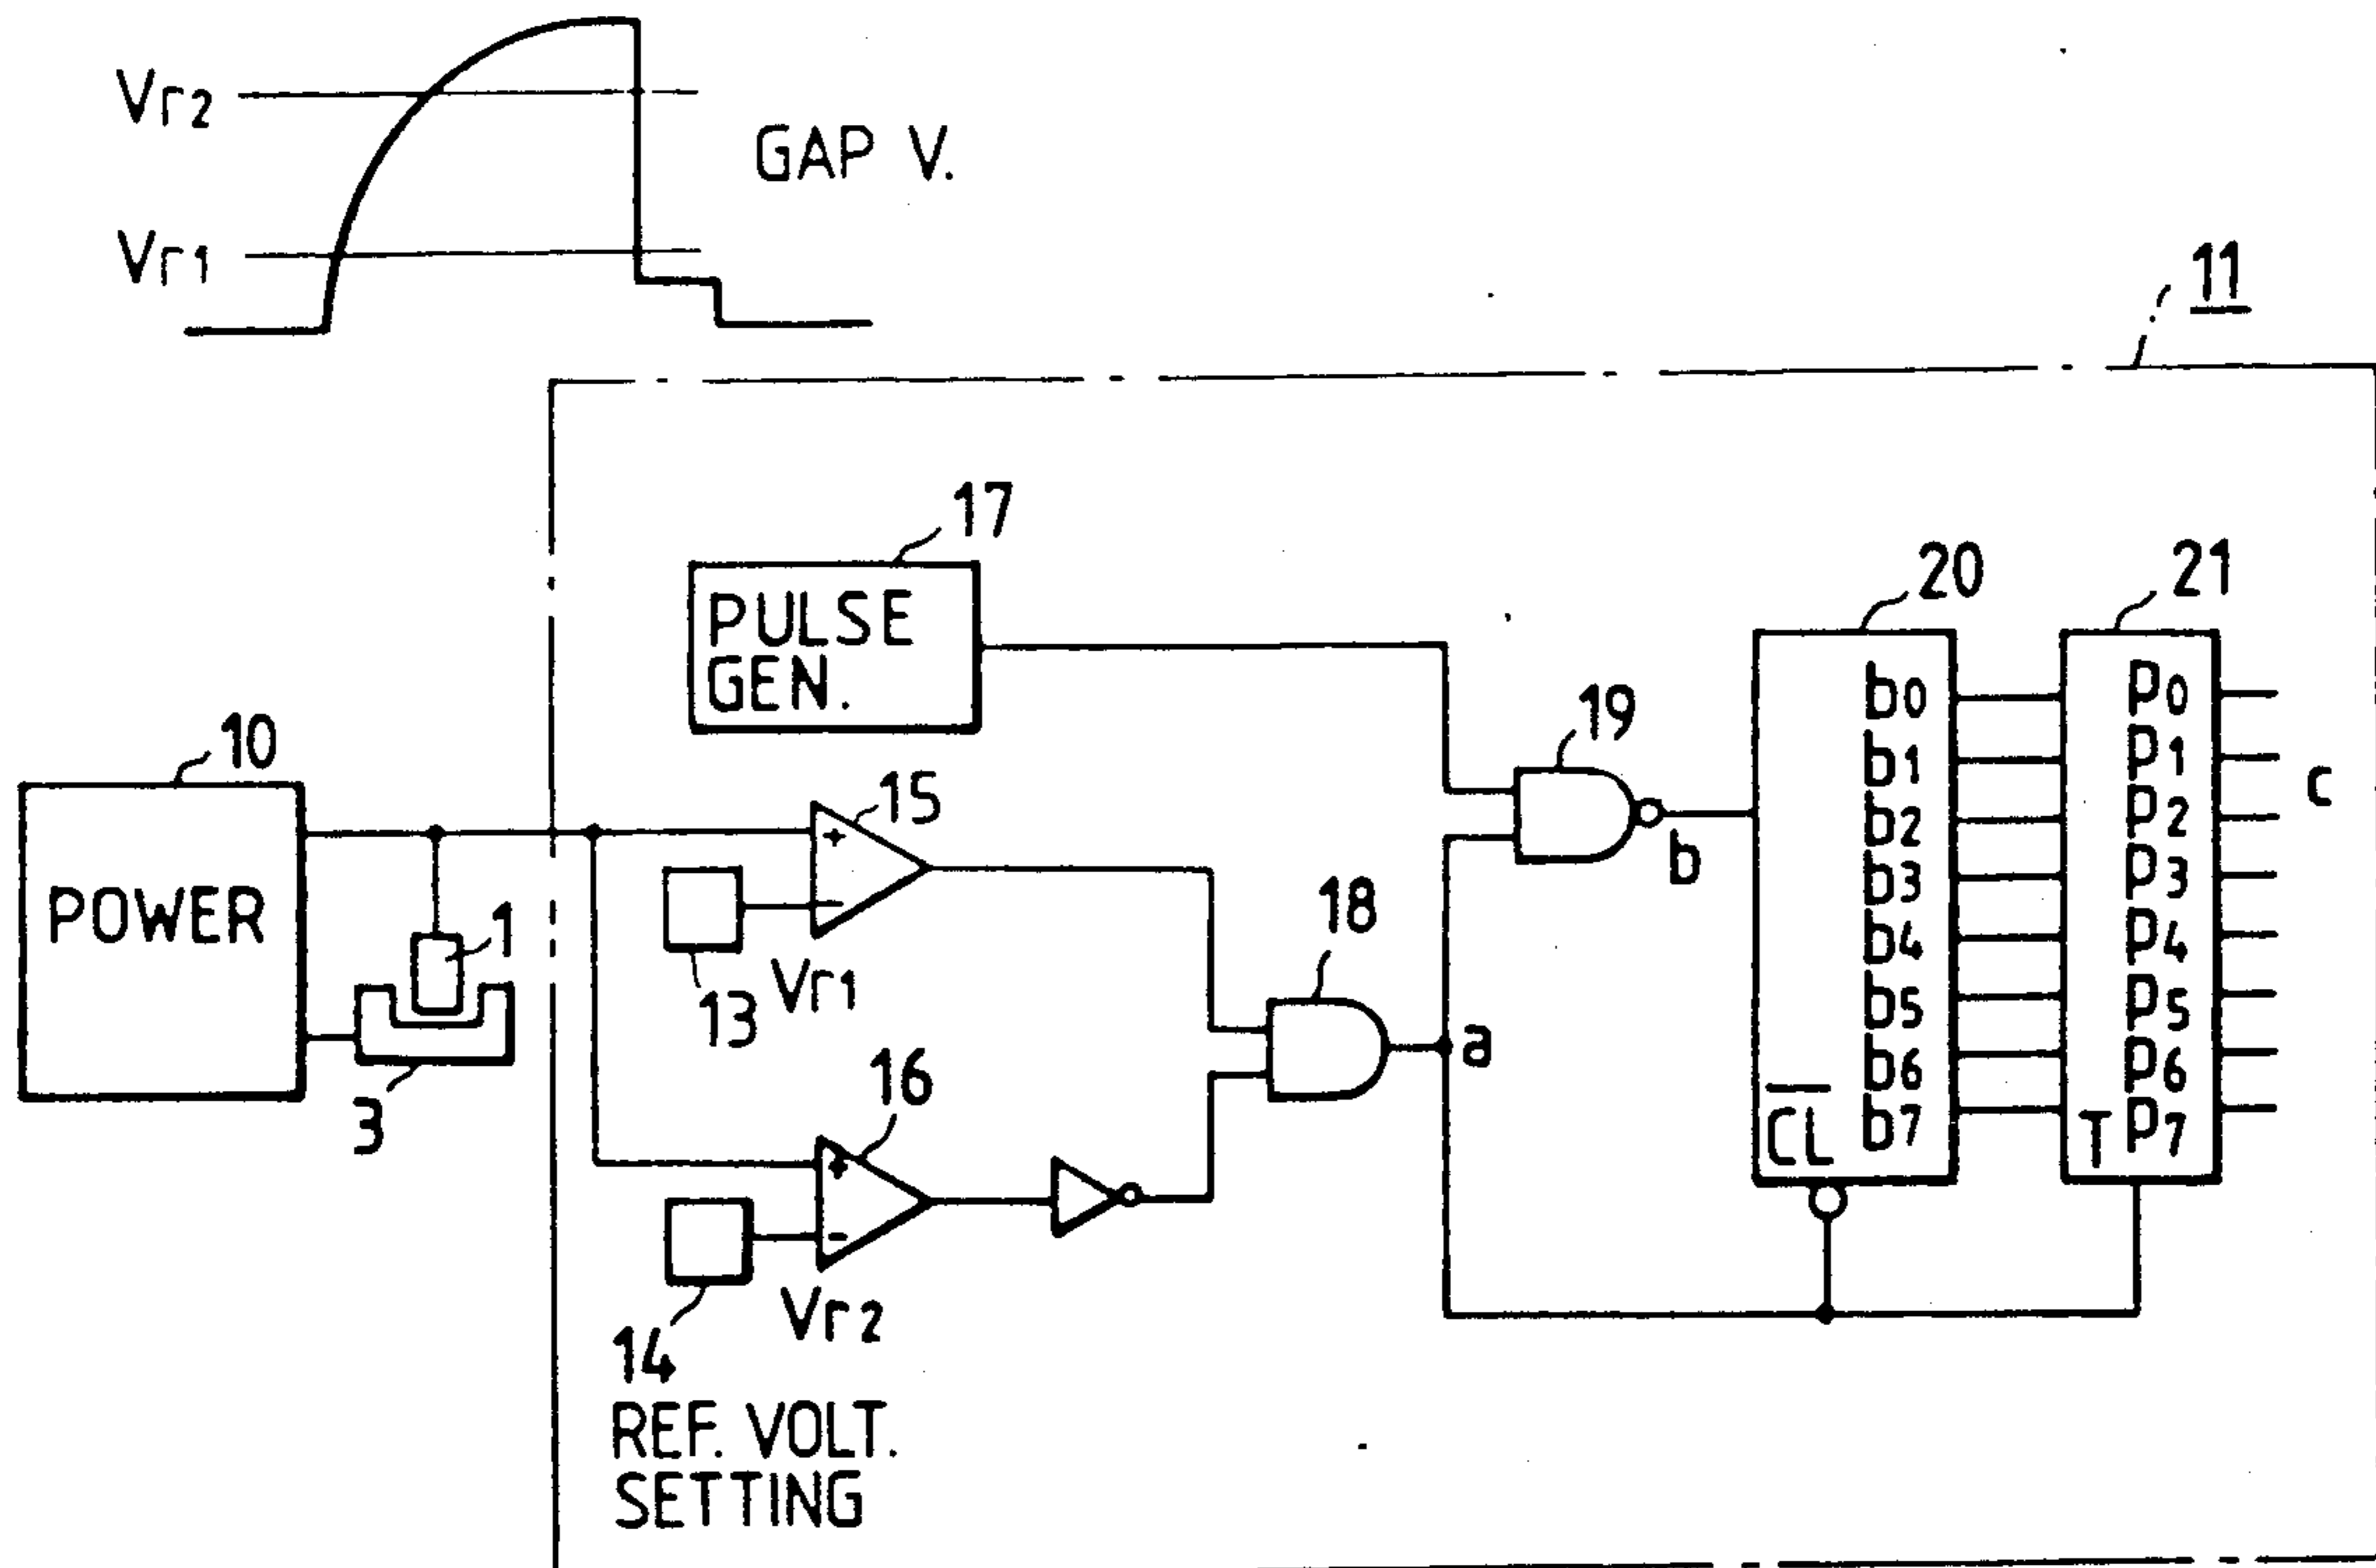 Vr2
GAP V.
Vr1
11
17
PULSE
GEN.
20
21
10
15
19
b0
P0
b1
P1
C
b2
P2
+
b
b3
P3
POWER
1
-
18
b4
P4
13
Vr1
a
b5
P5
16
b6
P6
3
+
CL
b7
T
P7
-
Vr2
14
REF. VOLT.
SETTING